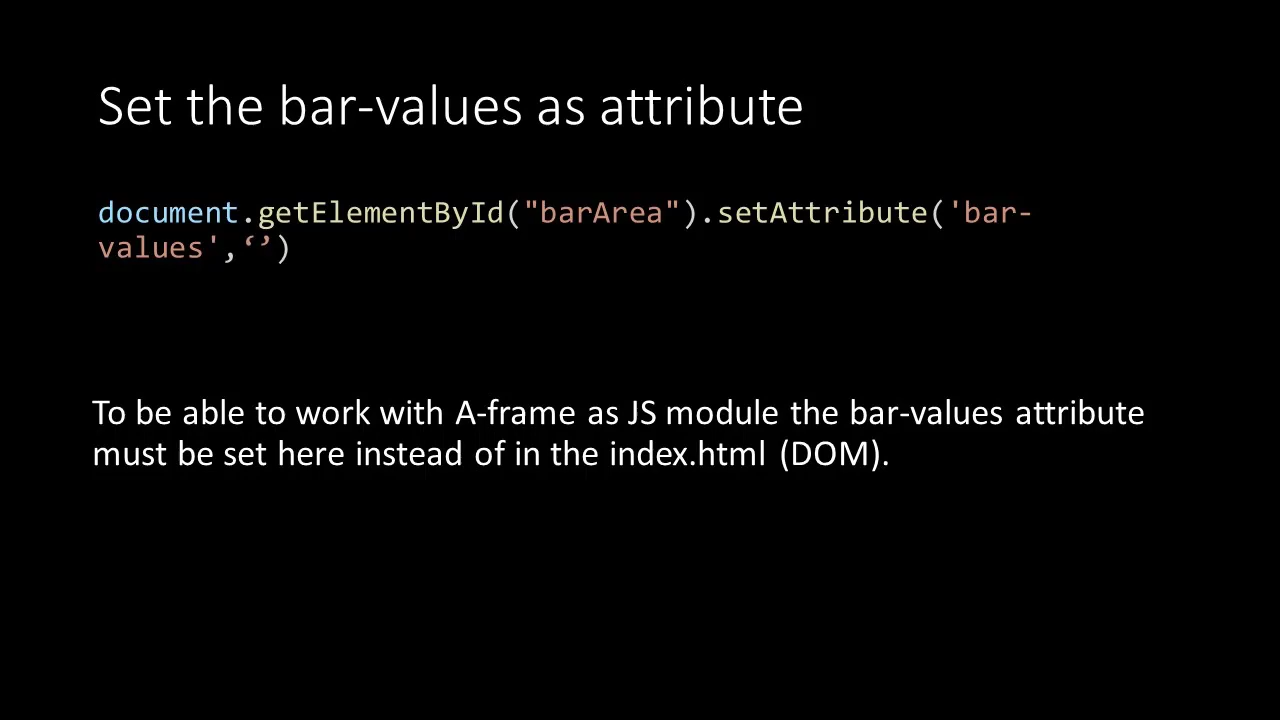 Set the bar-values as attribute
document.getElementById("barArea").setAttribute('bar-
values',‘’)
To be able to work with A-frame as JS module the bar-values attribute
must be set here instead of in the index.html (DOM).